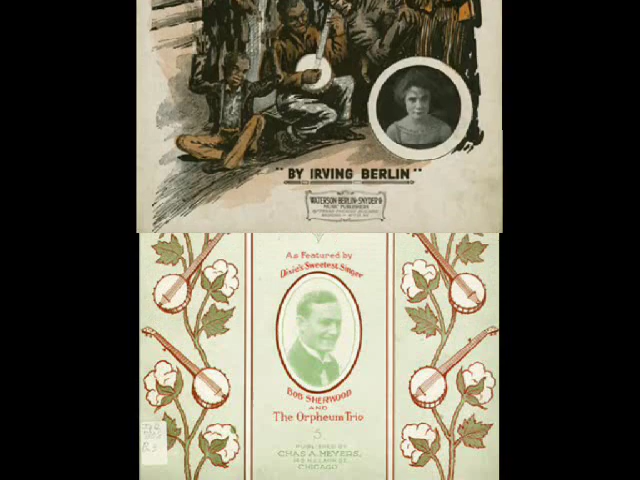 "BY IRVING BERLIN"
WATERSON·BERLIN·SNYDER Co
MUSIC PUBLISHERS
As Featured by
Dixie's Sweetest Singer
BOB SHERWOOD
AND
The Orpheum Trio
5
PUBLISHED BY
CHAS. A. MEYERS,
CHICAGO